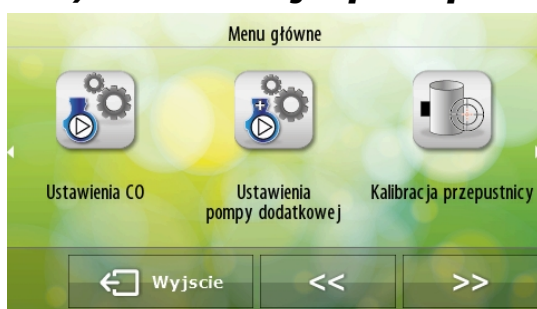 Menu główne
Ustawienia CO
Ustawienia
pompy dodatkowej
Kalibracja przepustnicy
Wyjscie
<<
>>